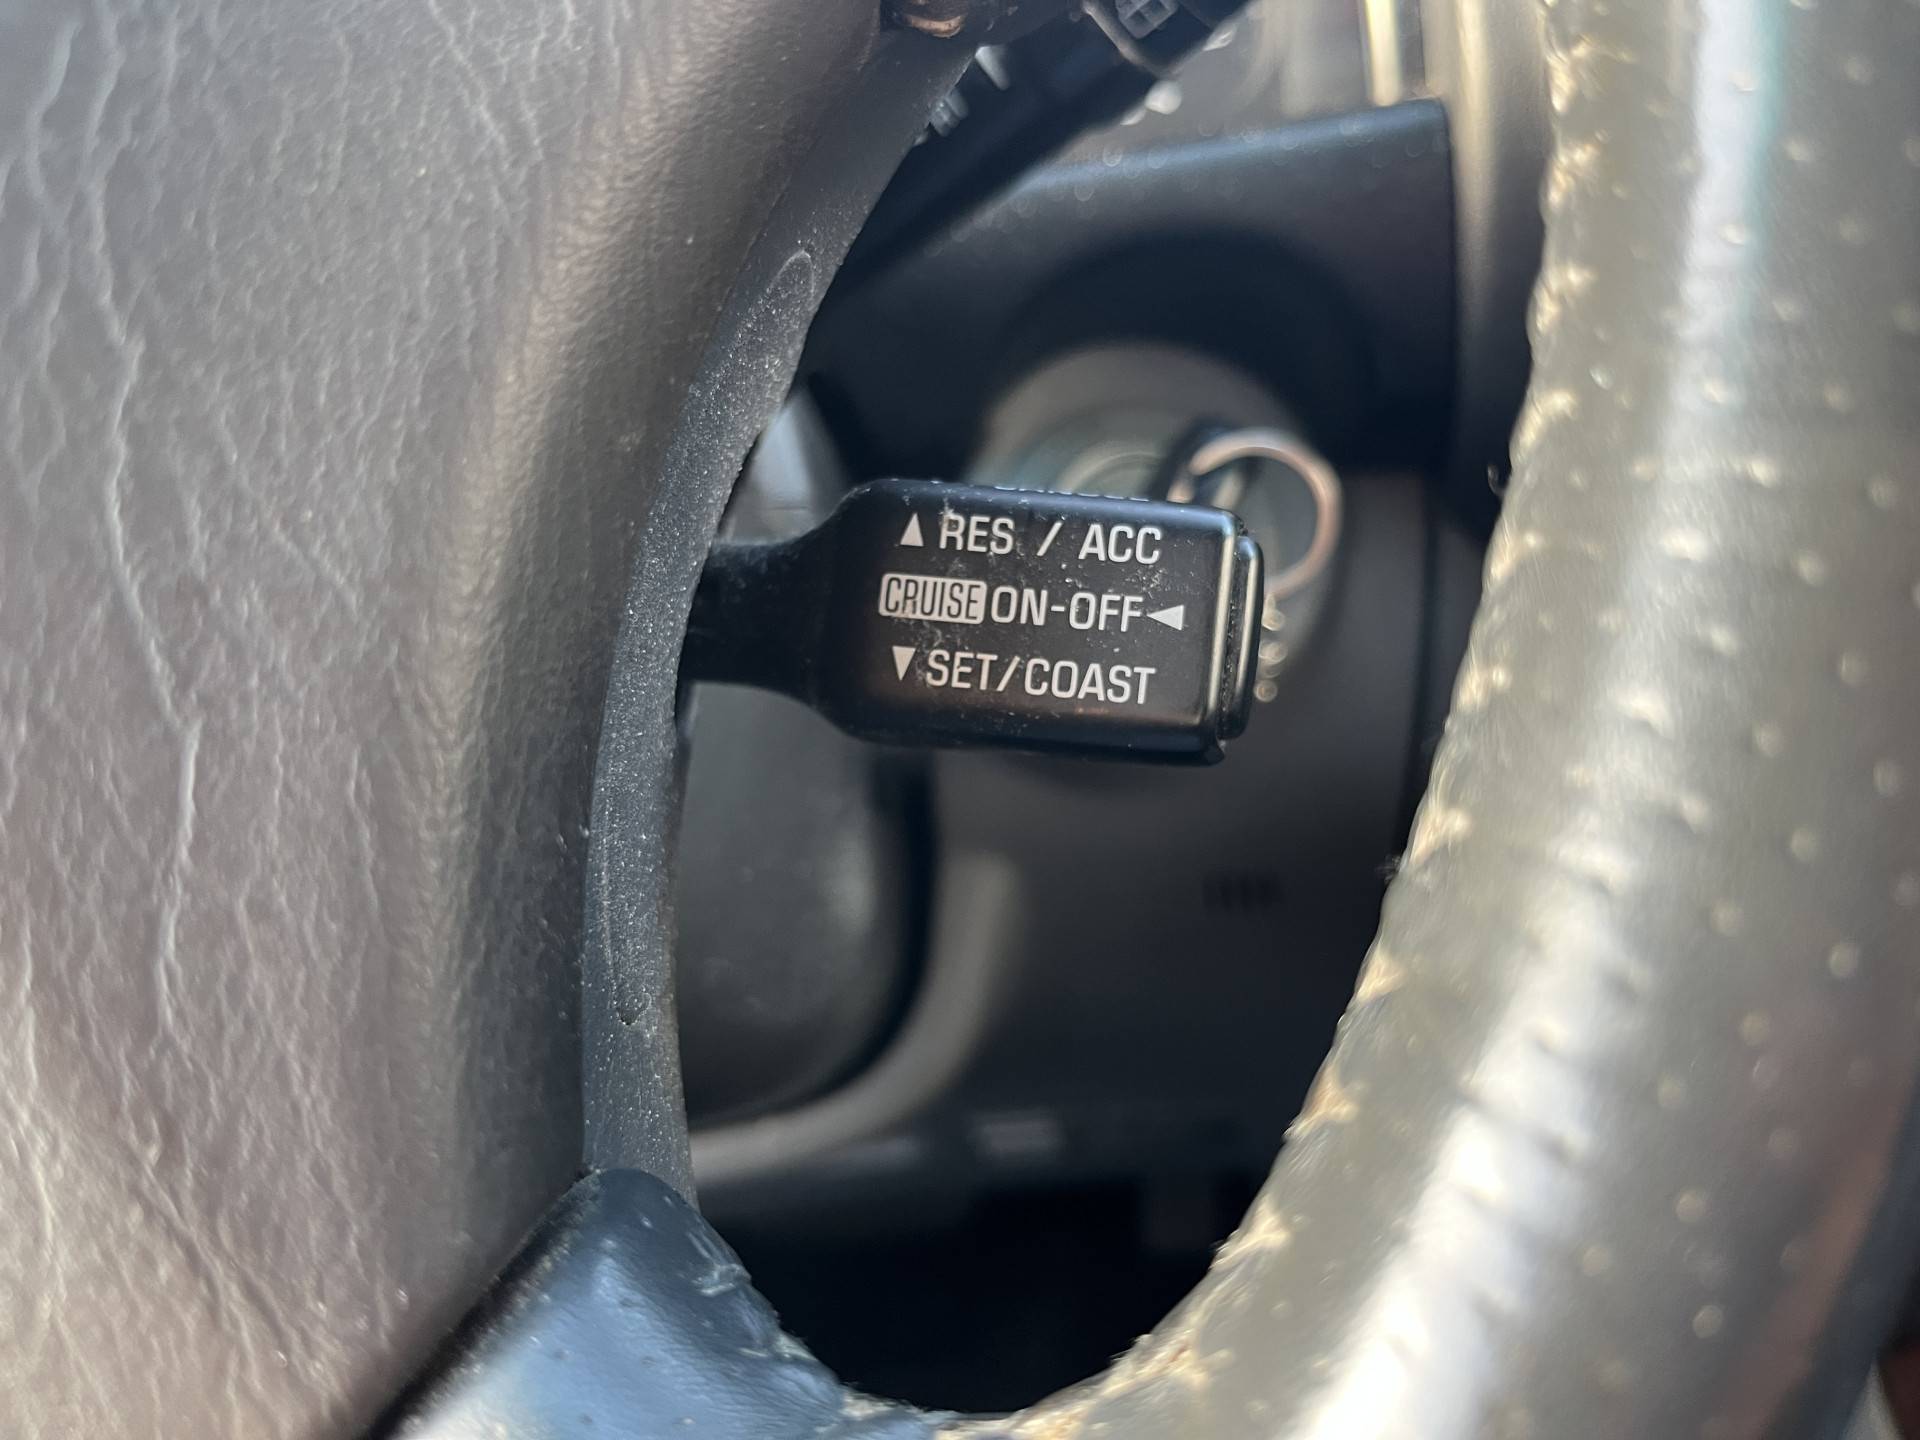 ▲ RES / ACC
CRUISE ON-OFF ◄
▼ SET/COAST